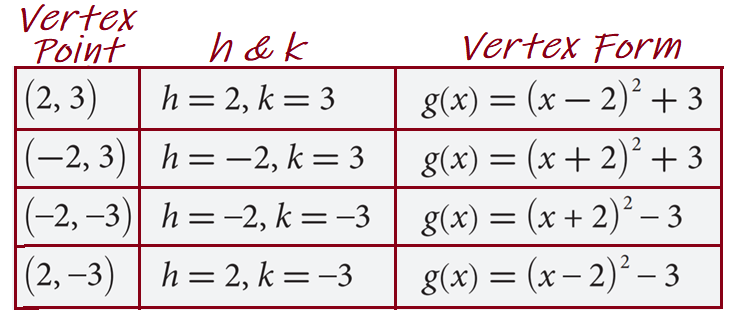 Vertex
Point h & k Vertex Form
(2, 3) h = 2, k = 3 g(x) = (x − 2)² + 3
(−2, 3) h = −2, k = 3 g(x) = (x + 2)² + 3
(−2, −3) h = −2, k = −3 g(x) = (x + 2)² − 3
(2, −3) h = 2, k = −3 g(x) = (x − 2)² − 3